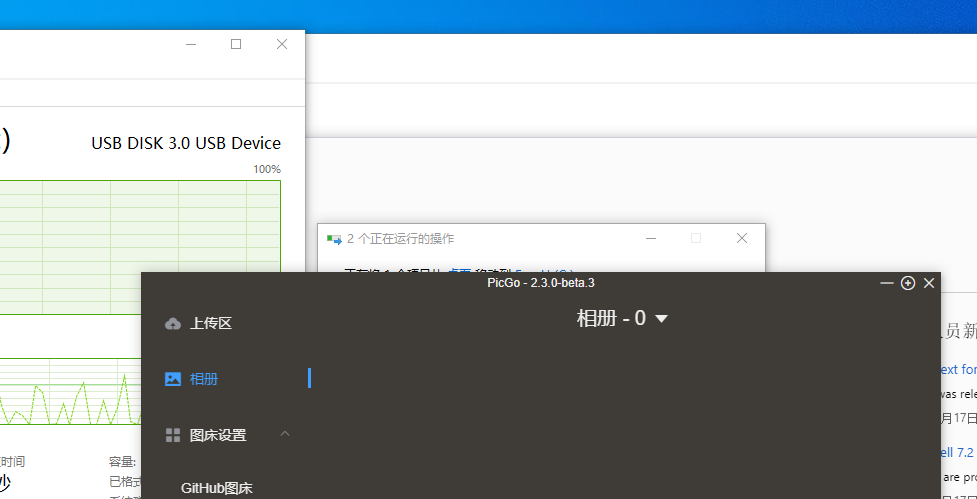 USB DISK 3.0 USB Device
100%
2 个正在运行的操作
PicGo - 2.3.0-beta.3
相册 - 0
上传区
相册
图床设置
GitHub图床
时间
容量:
已格式
秒
员新
ext for
was rele
月17日
ell 7.2
are pro